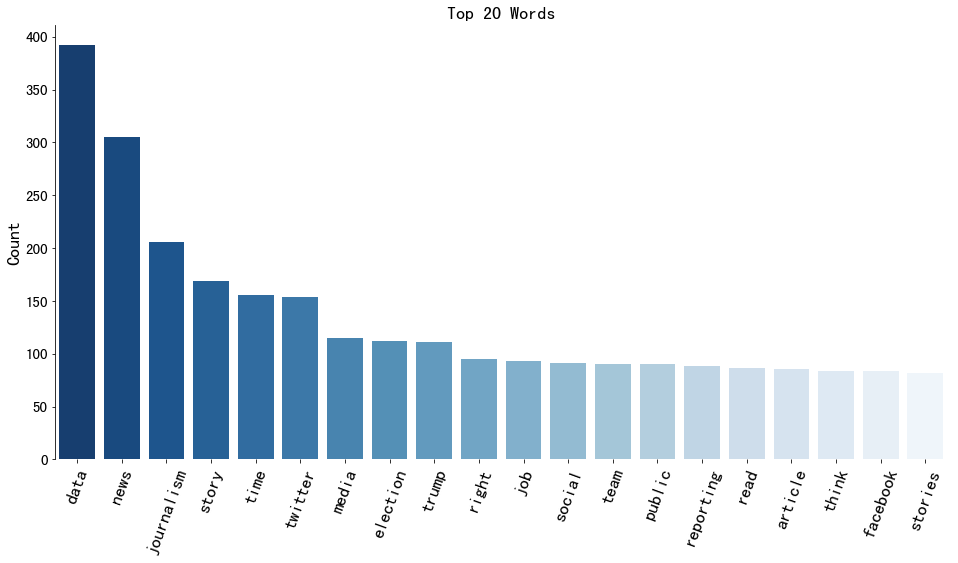 Top 20 Words
Count
400
350
300
250
200
150
100
50
0
data
news
journalism
story
time
twitter
media
election
trump
right
job
social
team
public
reporting
read
article
think
facebook
stories